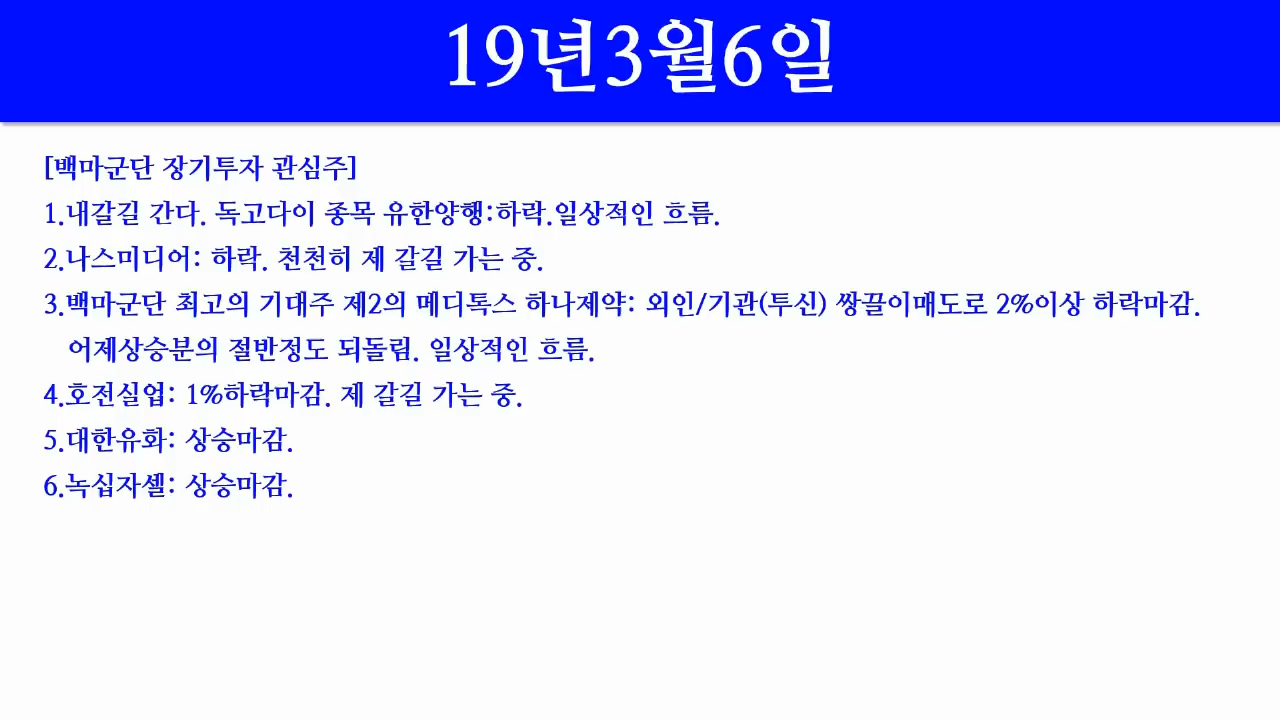 19년3월6일
[백마군단 장기투자 관심주]
1.내갈길 간다. 독고다이 종목 유한양행:하락.일상적인 흐름.
2.나스미디어: 하락. 천천히 제 갈길 가는 중.
3.백마군단 최고의 기대주 제2의 메디톡스 하나제약: 외인/기관(투신) 쌍끌이매도로 2%이상 하락마감.
어제상승분의 절반정도 되돌림. 일상적인 흐름.
4.호전실업: 1%하락마감. 제 갈길 가는 중.
5.대한유화: 상승마감.
6.녹십자셀: 상승마감.